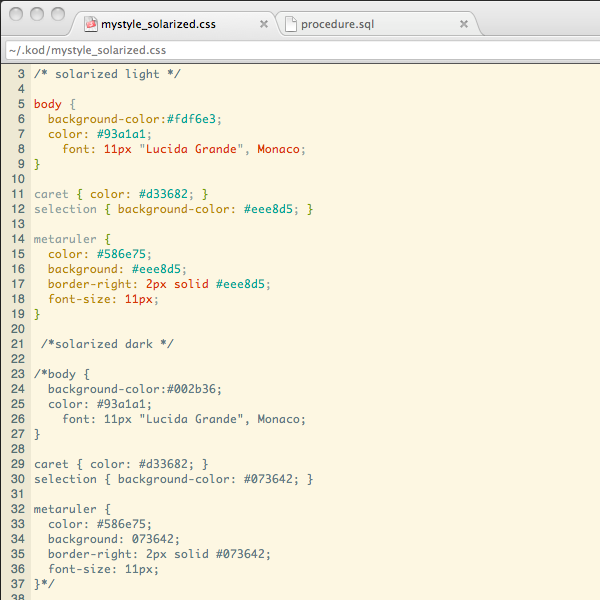 mystyle_solarized.css
procedure.sql
~/.kod/mystyle_solarized.css
3 /* solarized light */
4
5 body {
6   background-color:#fdf6e3;
7   color: #93a1a1;
8     font: 11px "Lucida Grande", Monaco;
9 }
10
11 caret { color: #d33682; }
12 selection { background-color: #eee8d5; }
13
14 metaruler {
15   color: #586e75;
16   background: #eee8d5;
17   border-right: 2px solid #eee8d5;
18   font-size: 11px;
19 }
20
21  /*solarized dark */
22
23 /*body {
24   background-color:#002b36;
25   color: #93a1a1;
26     font: 11px "Lucida Grande", Monaco;
27 }
28
29 caret { color: #d33682; }
30 selection { background-color: #073642; }
31
32 metaruler {
33   color: #586e75;
34   background: 073642;
35   border-right: 2px solid #073642;
36   font-size: 11px;
37 }*/
38